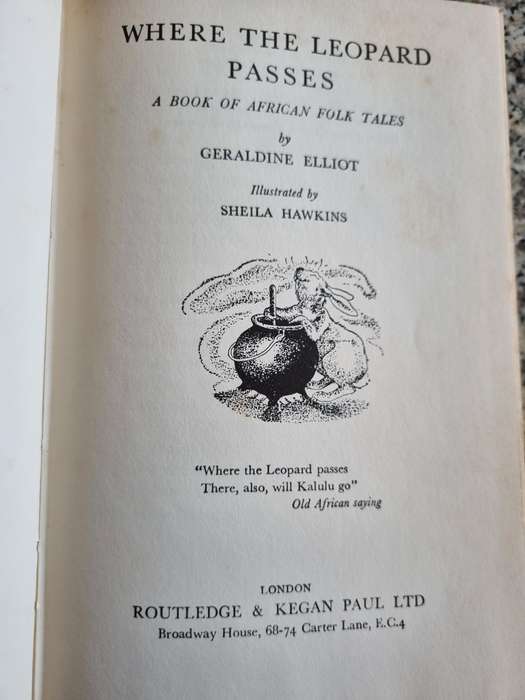 WHERE THE LEOPARD
PASSES
A BOOK OF AFRICAN FOLK TALES
by
GERALDINE ELLIOT
Illustrated by
SHEILA HAWKINS
"Where the Leopard passes
There, also, will Kalulu go"
Old African saying
LONDON
ROUTLEDGE & KEGAN PAUL LTD
Broadway House, 68-74 Carter Lane, E.C.4